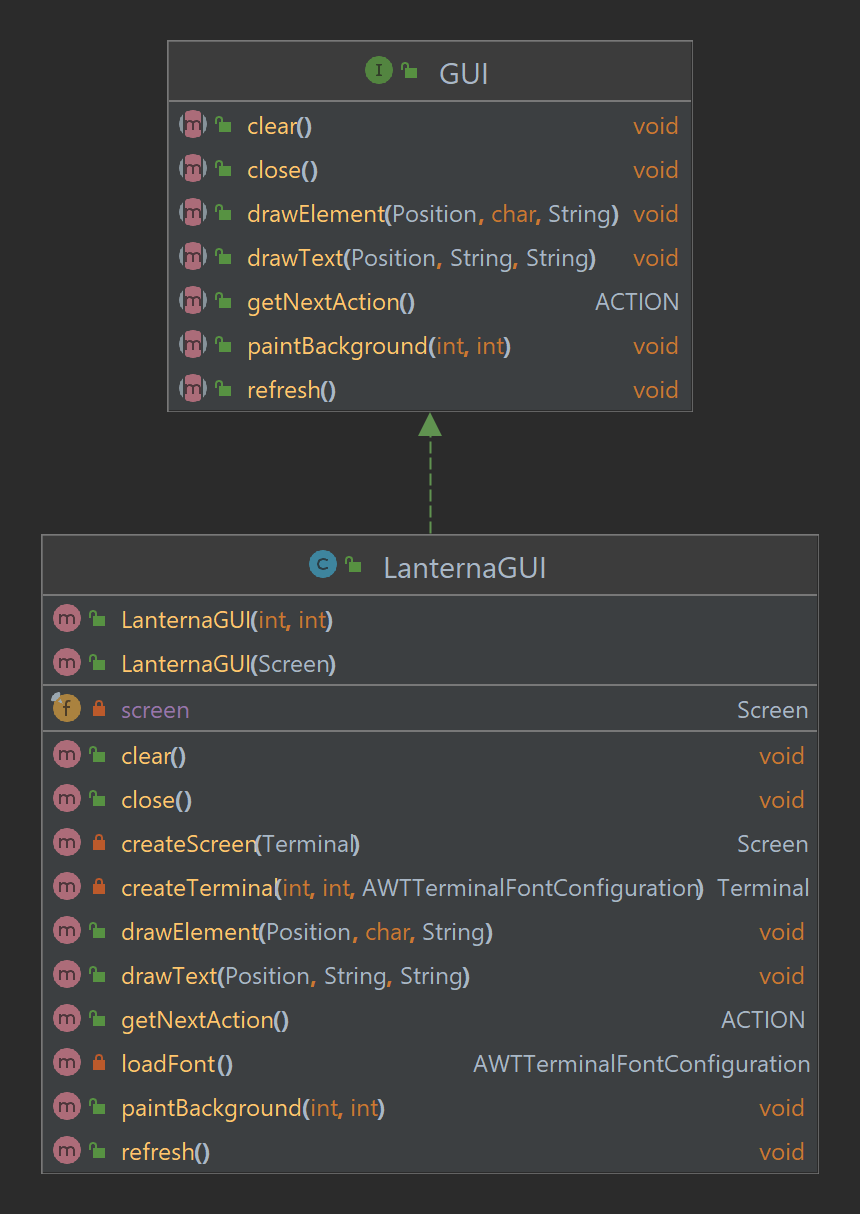 I GUI
m clear() void
m close() void
m drawElement(Position, char, String) void
m drawText(Position, String, String) void
m getNextAction() ACTION
m paintBackground(int, int) void
m refresh() void
C LanternaGUI
m LanternaGUI(int, int)
m LanternaGUI(Screen)
f screen Screen
m clear() void
m close() void
m createScreen(Terminal) Screen
m createTerminal(int, int, AWTTerminalFontConfiguration) Terminal
m drawElement(Position, char, String) void
m drawText(Position, String, String) void
m getNextAction() ACTION
m loadFont() AWTTerminalFontConfiguration
m paintBackground(int, int) void
m refresh() void